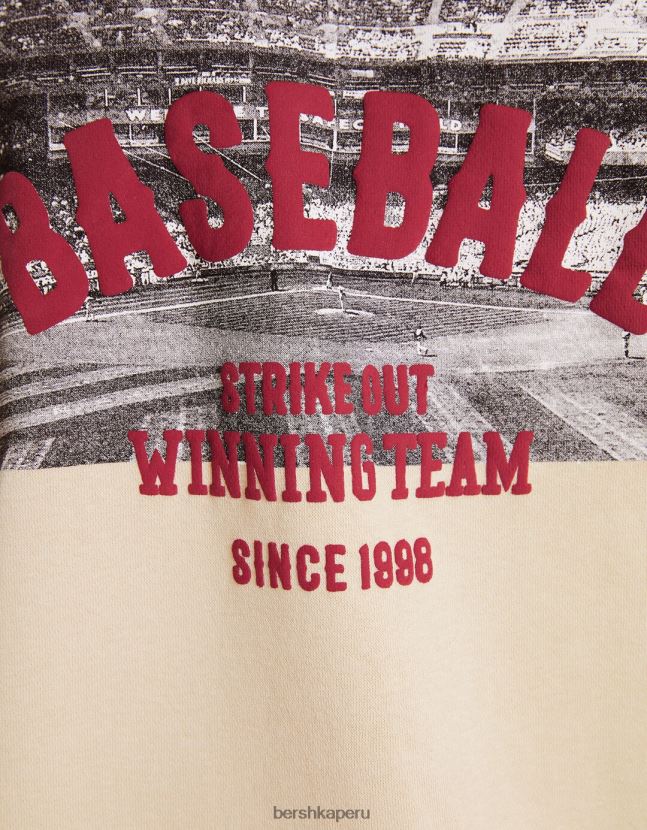 BASEBALL
STRIKE OUT
WINNING TEAM
SINCE 1998
bershkaperu